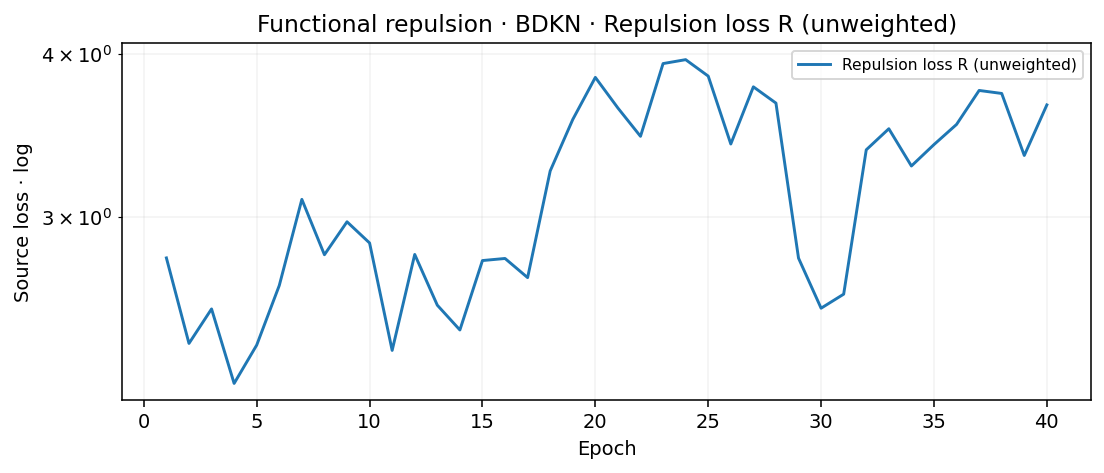 Functional repulsion · BDKN · Repulsion loss R (unweighted)
Repulsion loss R (unweighted)
Source loss · log
4 × 10⁰
3 × 10⁰
0 5 10 15 20 25 30 35 40
Epoch